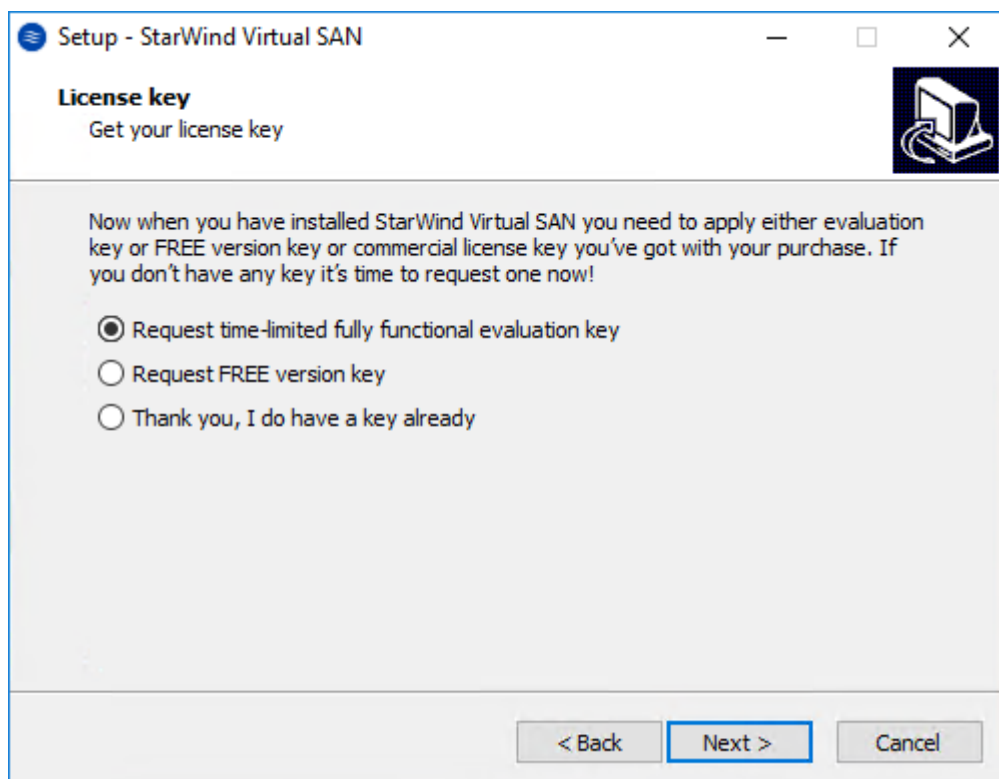 Setup - StarWind Virtual SAN
License key
Get your license key
Now when you have installed StarWind Virtual SAN you need to apply either evaluation
key or FREE version key or commercial license key you’ve got with your purchase. If
you don’t have any key it’s time to request one now!
Request time-limited fully functional evaluation key
Request FREE version key
Thank you, I do have a key already
< Back
Next >
Cancel